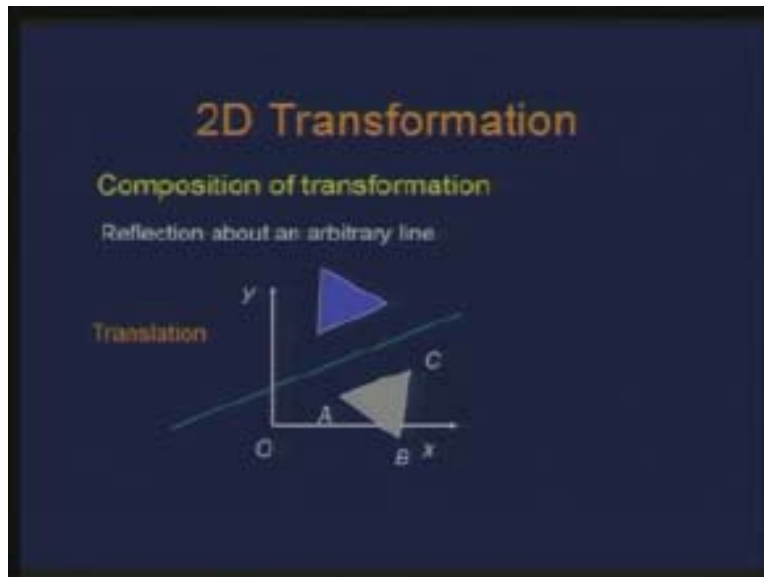 2D Transformation
Composition of transformation
Reflection about an arbitrary line
y
Translation
C
A
O
B x